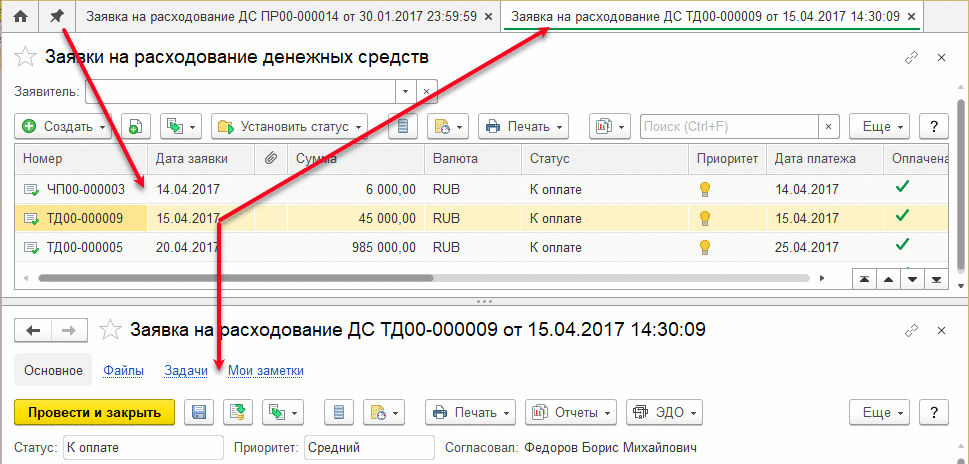 Заявка на расходование ДС ПР00-000014 от 30.01.2017 23:59:59 × Заявка на расходование ДС ТД00-000009 от 15.04.2017 14:30:09 ×
Заявки на расходование денежных средств
Заявитель:
Создать Установить статус Печать Поиск (Ctrl+F) × Еще ?
Номер Дата заявки Сумма Валюта Статус Приоритет Дата платежа Оплачена
ЧП00-000003 14.04.2017 6 000,00 RUB К оплате 14.04.2017
ТД00-000009 15.04.2017 45 000,00 RUB К оплате 15.04.2017
ТД00-000005 20.04.2017 985 000,00 RUB К оплате 25.04.2017
Заявка на расходование ДС ТД00-000009 от 15.04.2017 14:30:09
Основное Файлы Задачи Мои заметки
Провести и закрыть Печать Отчеты ЭДО Еще ?
Статус: К оплате Приоритет: Средний Согласовал: Федоров Борис Михайлович